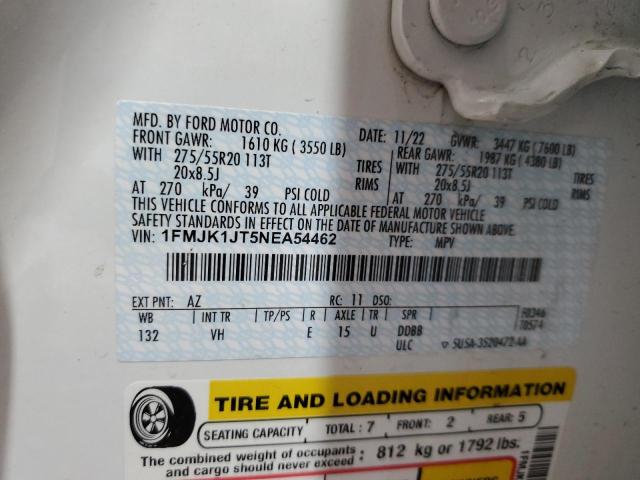 MFD. BY FORD MOTOR CO.
DATE: 11/22 GVWR: 3447 KG (7600 LB)
FRONT GAWR: 1610 KG (3550 LB) REAR GAWR: 1987 KG (4380 LB)
WITH 275/55R20 113T TIRES WITH 275/55R20 113T TIRES
20x8.5J RIMS 20x8.5J RIMS
AT 270 kPa/ 39 PSI COLD AT 270 kPa/ 39 PSI COLD
THIS VEHICLE CONFORMS TO ALL APPLICABLE FEDERAL MOTOR VEHICLE
SAFETY STANDARDS IN EFFECT ON THE DATE OF MANUFACTURE SHOWN ABOVE.
VIN: 1FMJK1JT5NEA54462 TYPE: MPV
EXT PNT: AZ RC: 11 DSO:
WB INT TR TP/PS R AXLE TR SPR F0346
132 VH E 15 U DDBB T0574
ULC ▽ 5USA-3520472-AA
TIRE AND LOADING INFORMATION
SEATING CAPACITY TOTAL : 7 FRONT: 2 REAR: 5
The combined weight of occupants
and cargo should never exceed : 812 kg or 1792 lbs.